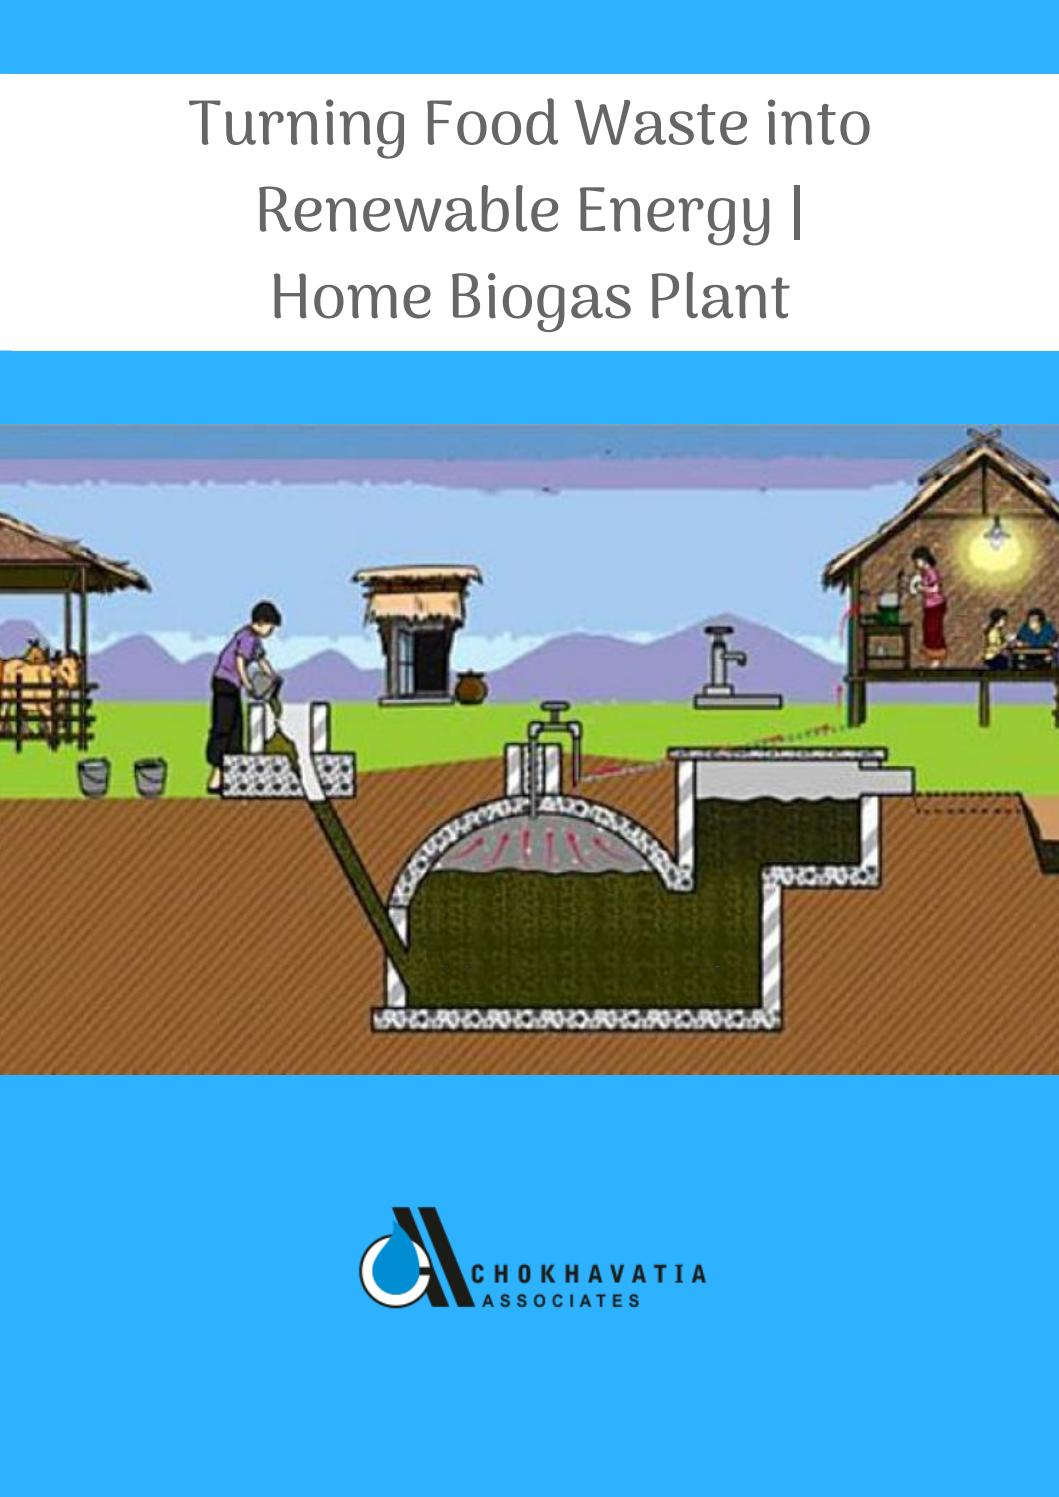 Turning Food Waste into
Renewable Energy |
Home Biogas Plant
CHOKHAVATIA
ASSOCIATES